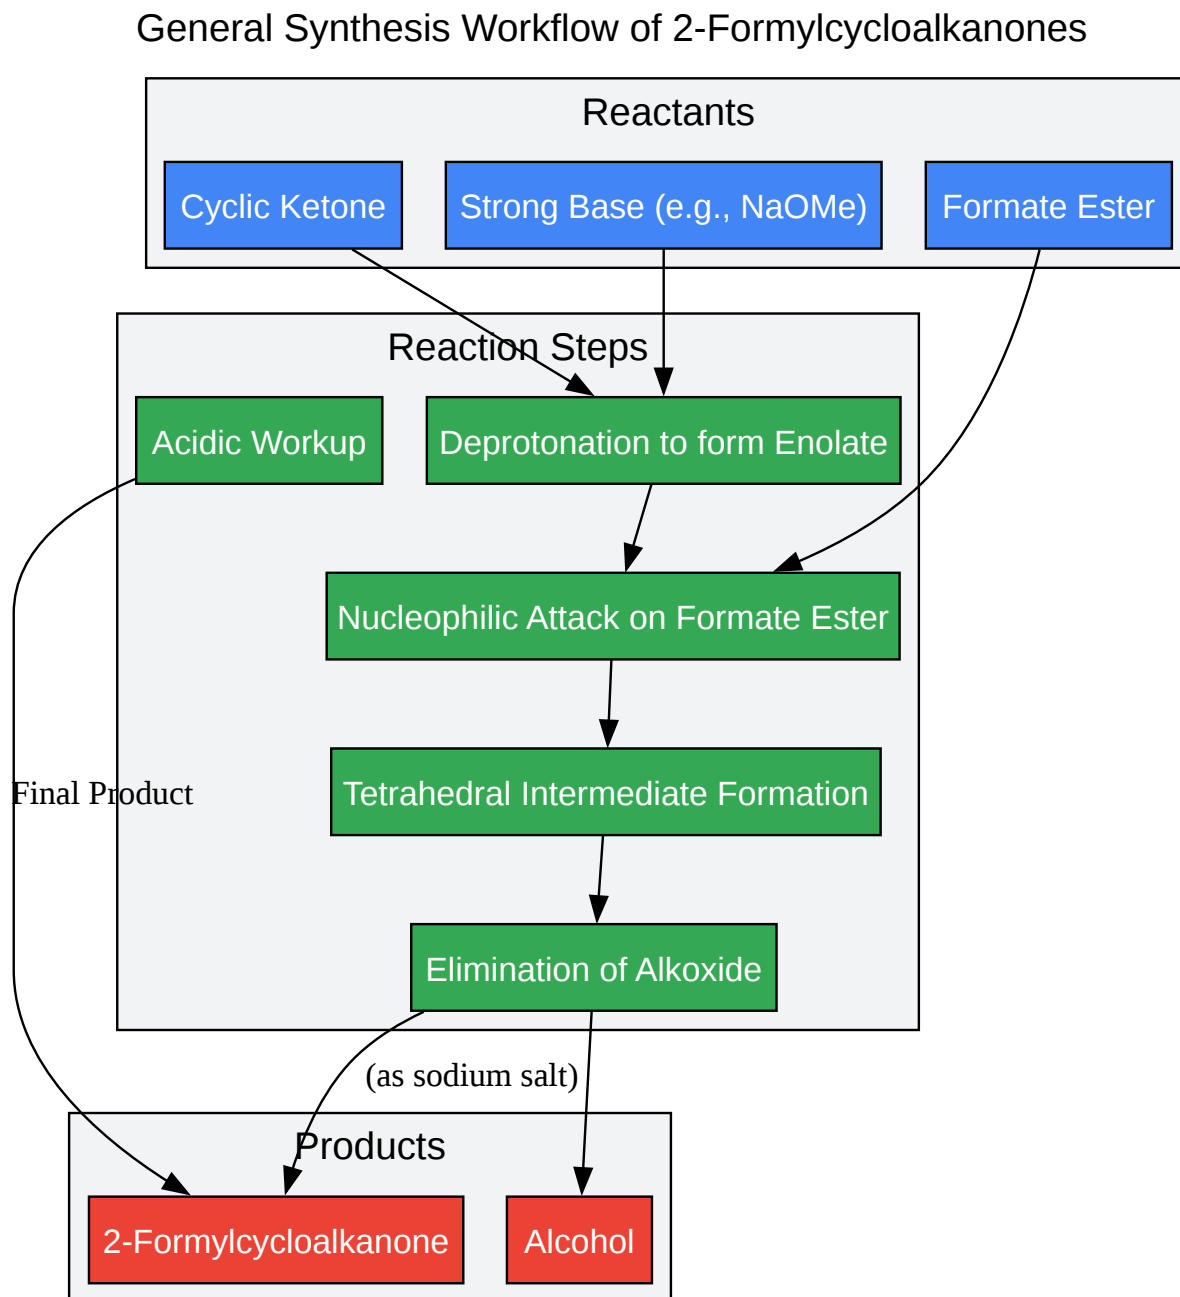 General Synthesis Workflow of 2-Formylcycloalkanones
Reactants
Cyclic Ketone
Strong Base (e.g., NaOMe)
Formate Ester
Reaction Steps
Acidic Workup
Deprotonation to form Enolate
Nucleophilic Attack on Formate Ester
Final Product
Tetrahedral Intermediate Formation
Elimination of Alkoxide
(as sodium salt)
Products
2-Formylcycloalkanone
Alcohol